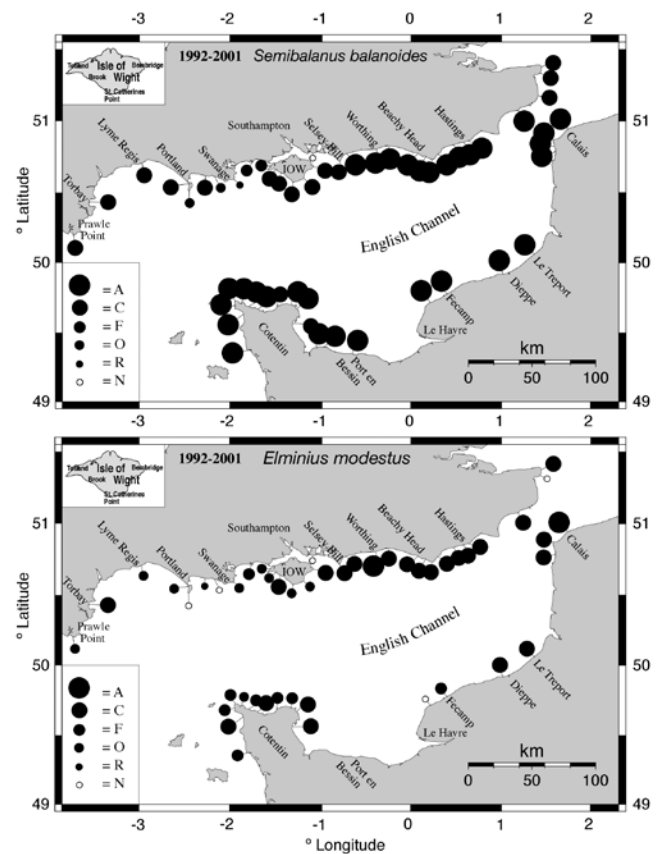 -3 -2 -1 0 1 2
1992-2001 Semibalanus balanoides
Isle of
Totland Bembridge
Brook Wight
St.Catherines
Point
51
50
49
° Latitude
Southampton
Lyme Regis
Portland
Swanage
Selsey Bill
Worthing
Beachy Head
Hastings
IOW
Torbay
Prawle
Point
Calais
English Channel
Le Treport
Dieppe
Fecamp
Le Havre
Cotentin
Port en
Bessin
= A
= C
= F
= O
= R
= N
km
0 50 100
-3 -2 -1 0 1 2
1992-2001 Elminius modestus
Isle of
Totland Bembridge
Brook Wight
St.Catherines
Point
51
50
49
° Latitude
Southampton
Lyme Regis
Portland
Swanage
Selsey Bill
Worthing
Beachy Head
Hastings
IOW
Torbay
Prawle
Point
Calais
English Channel
Le Treport
Dieppe
Fecamp
Le Havre
Cotentin
Port en
Bessin
= A
= C
= F
= O
= R
= N
km
0 50 100
-3 -2 -1 0 1 2
° Longitude